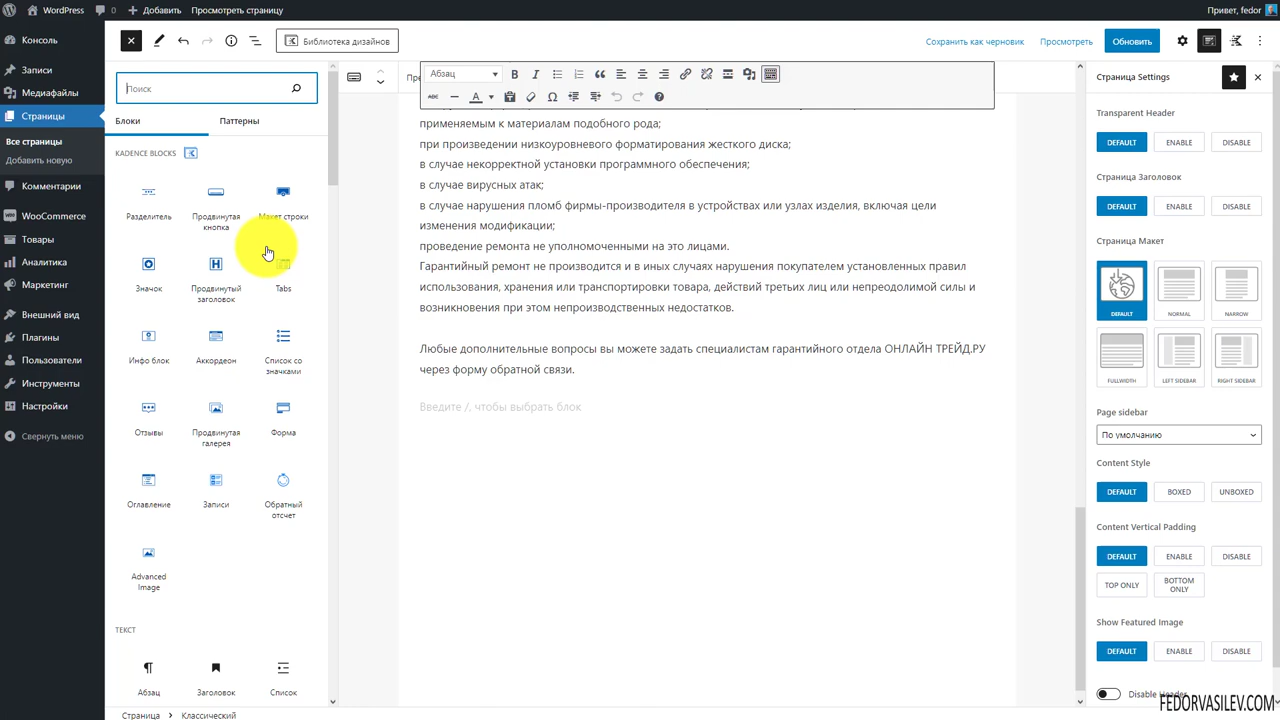 WordPress
0
Добавить
Просмотреть страницу
Привет, fedor
Консоль
Записи
Медиафайлы
Страницы
Все страницы
Добавить новую
Комментарии
WooCommerce
Товары
Аналитика
Маркетинг
Внешний вид
Плагины
Пользователи
Инструменты
Настройки
Свернуть меню
Библиотека дизайнов
Сохранить как черновик
Просмотреть
Обновить
Поиск
Блоки
Паттерны
KADENCE BLOCKS
Разделитель
Продвинутая
кнопка
Макет строки
Значок
Продвинутый
заголовок
Tabs
Инфо блок
Аккордеон
Список со
значками
Отзывы
Продвинутая
галерея
Форма
Оглавление
Записи
Обратный
отсчет
Advanced
Image
ТЕКСТ
Абзац
Заголовок
Список
Страница
Классический
Абзац
ABC
применяемым к материалам подобного рода;
при произведении низкоуровневого форматирования жесткого диска;
в случае некорректной установки программного обеспечения;
в случае вирусных атак;
в случае нарушения пломб фирмы-производителя в устройствах или узлах изделия, включая цели
изменения модификации;
проведение ремонта не уполномоченными на это лицами.
Гарантийный ремонт не производится и в иных случаях нарушения покупателем установленных правил
использования, хранения или транспортировки товара, действий третьих лиц или непреодолимой силы и
возникновения при этом непроизводственных недостатков.
Любые дополнительные вопросы вы можете задать специалистам гарантийного отдела ОНЛАЙН ТРЕЙД.РУ
через форму обратной связи.
Введите /, чтобы выбрать блок
Страница Settings
Transparent Header
DEFAULT
ENABLE
DISABLE
Страница Заголовок
DEFAULT
ENABLE
DISABLE
Страница Макет
DEFAULT
NORMAL
NARROW
FULLWIDTH
LEFT SIDEBAR
RIGHT SIDEBAR
Page sidebar
По умолчанию
Content Style
DEFAULT
BOXED
UNBOXED
Content Vertical Padding
DEFAULT
ENABLE
DISABLE
TOP ONLY
BOTTOM
ONLY
Show Featured Image
DEFAULT
ENABLE
DISABLE
Disable Header
FEDORVASILEV.COM